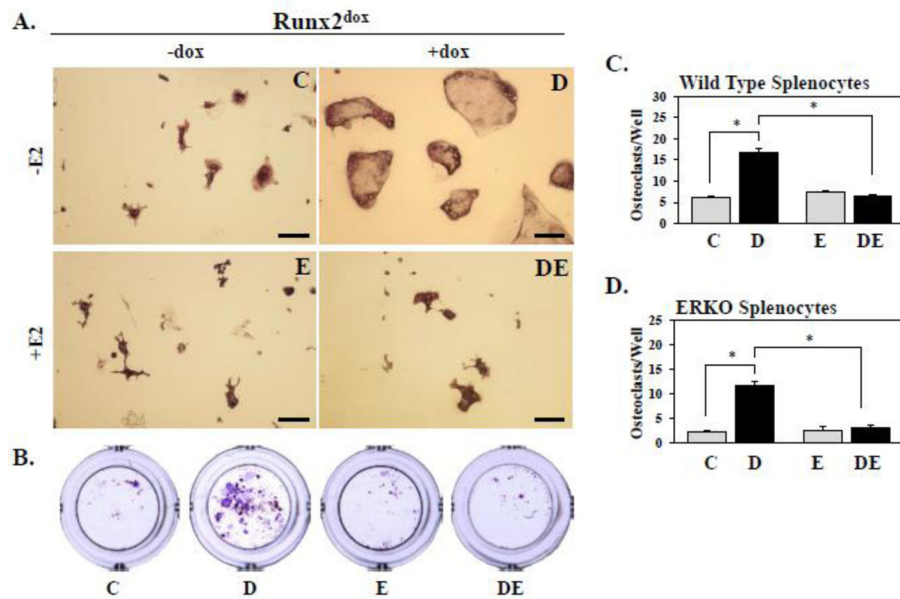 A.
Runx2dox
-dox +dox
-E2
C
D
+E2
E
DE
B.
C D E DE
C.
Wild Type Splenocytes
Osteoclasts/Well
30
25
20
15
10
5
0
* *
C D E DE
D.
ERKO Splenocytes
Osteoclasts/Well
25
20
15
10
5
0
* *
C D E DE